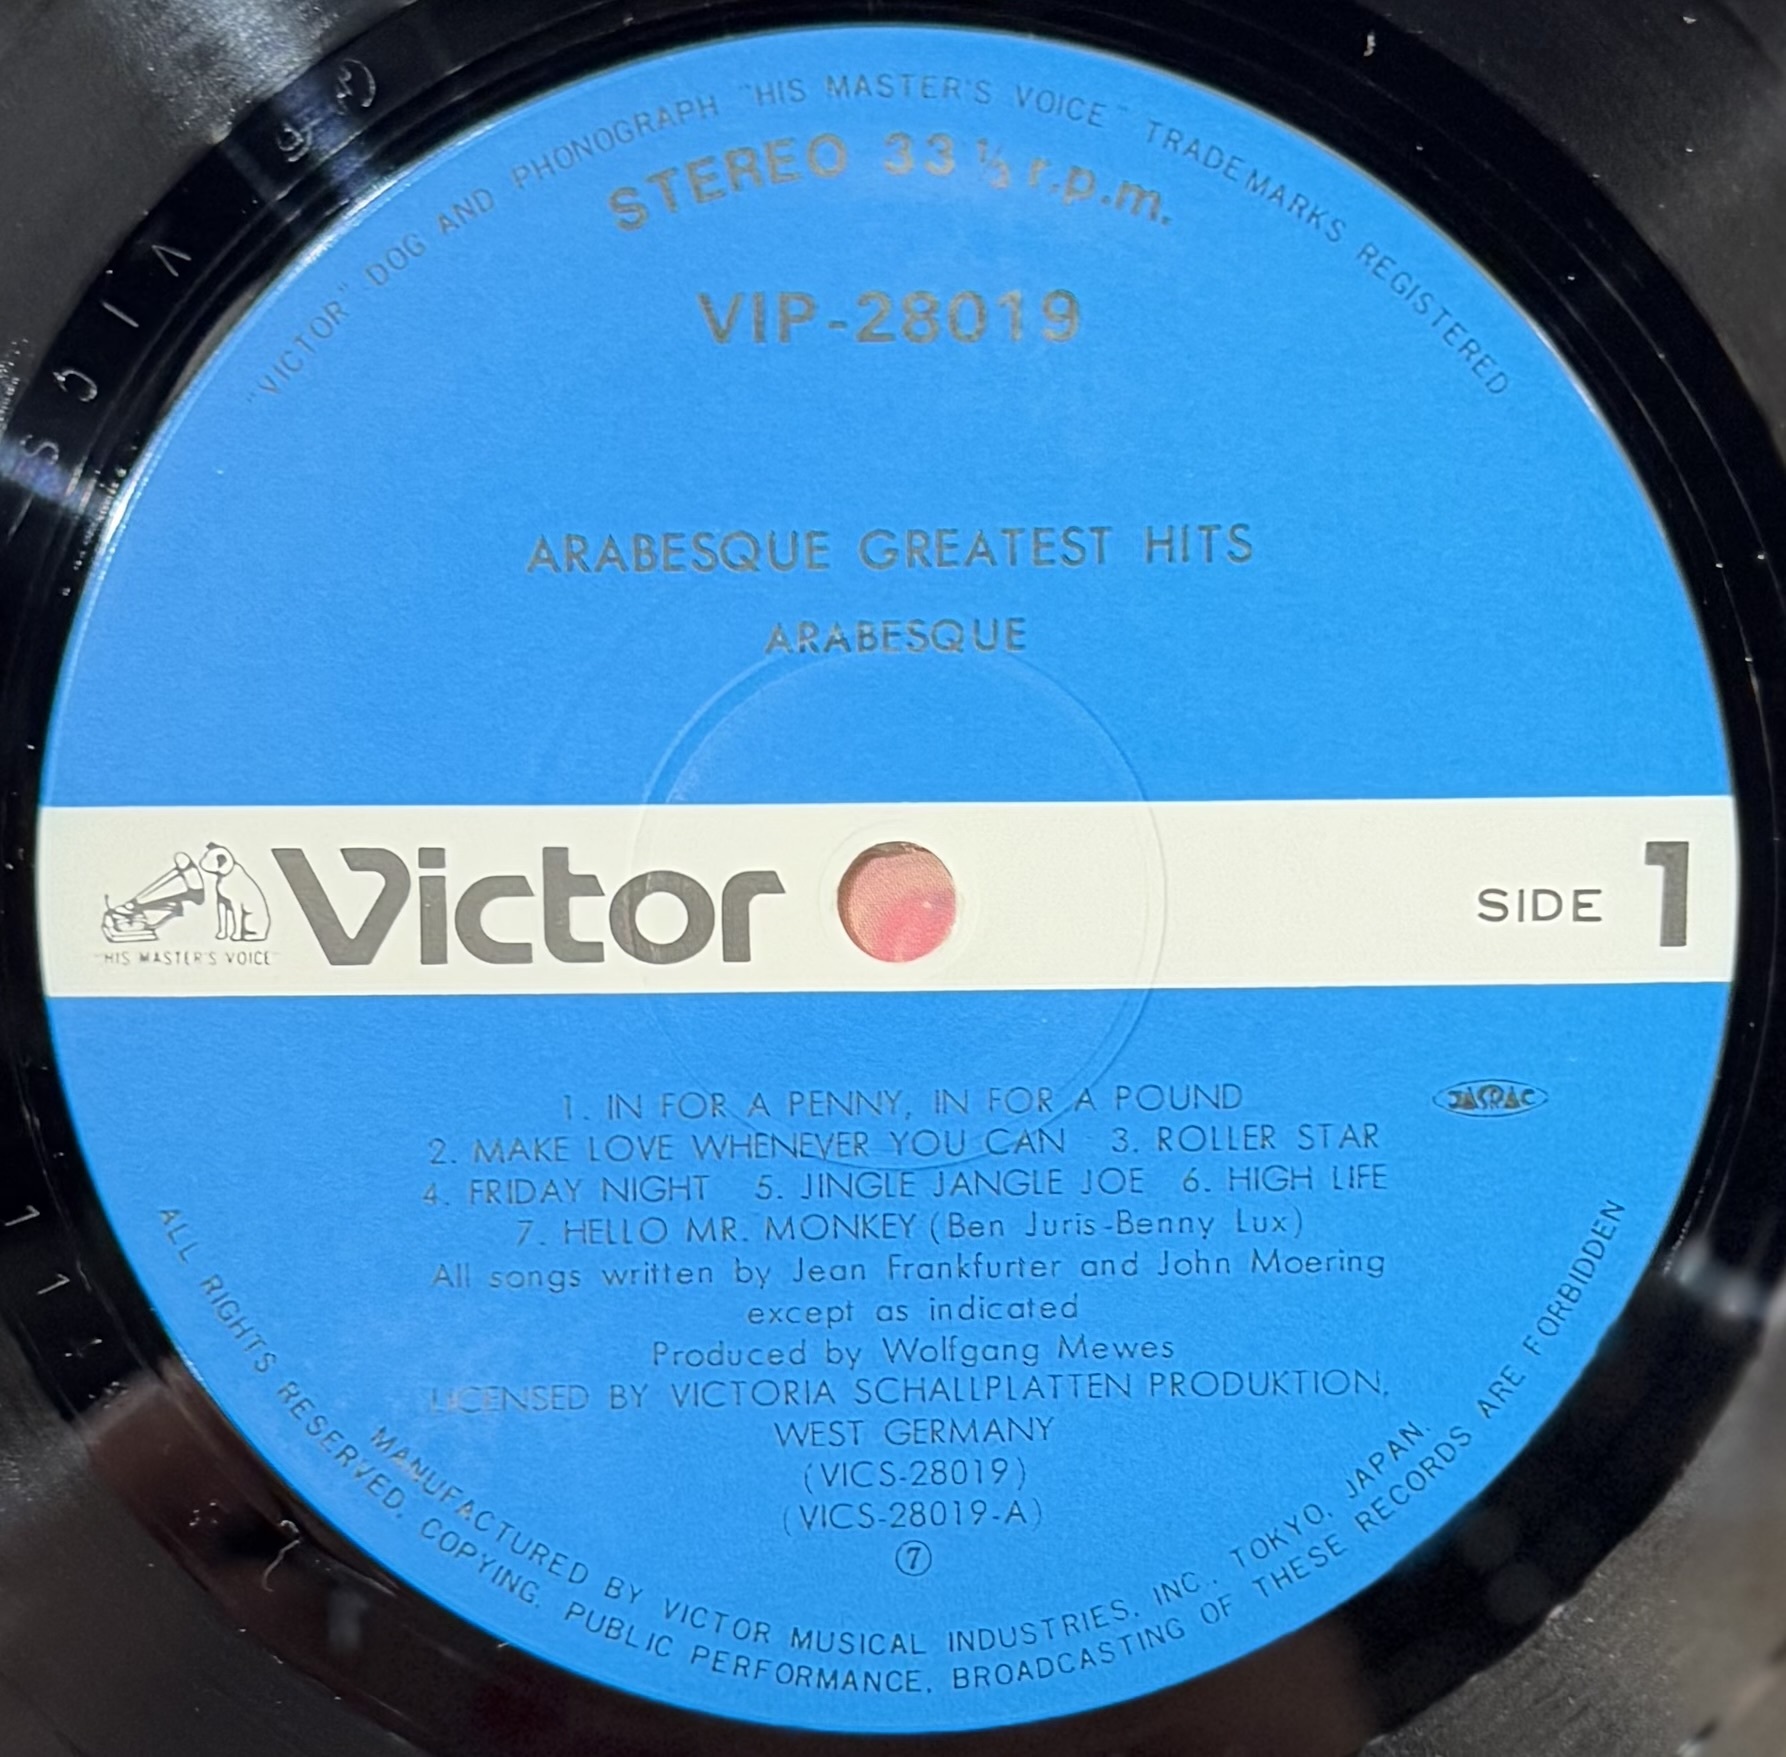 "VICTOR" DOG AND PHONOGRAPH "HIS MASTER'S VOICE" TRADEMARKS REGISTERED
STEREO 33 1/3 r.p.m.
VIP-28019
ARABESQUE GREATEST HITS
ARABESQUE
Victor
"HIS MASTER'S VOICE"
SIDE 1
1. IN FOR A PENNY, IN FOR A POUND
JASRAC
2. MAKE LOVE WHENEVER YOU CAN 3. ROLLER STAR
4. FRIDAY NIGHT 5. JINGLE JANGLE JOE 6. HIGH LIFE
7. HELLO MR. MONKEY (Ben Juris-Benny Lux)
All songs written by Jean Frankfurter and John Moering
except as indicated
Produced by Wolfgang Mewes
LICENSED BY VICTORIA SCHALLPLATTEN PRODUKTION,
WEST GERMANY
(VICS-28019)
(VICS-28019-A)
⑦
MANUFACTURED BY VICTOR MUSICAL INDUSTRIES, INC., TOKYO, JAPAN.
ALL RIGHTS RESERVED. COPYING, PUBLIC PERFORMANCE, BROADCASTING OF THESE RECORDS ARE FORBIDDEN